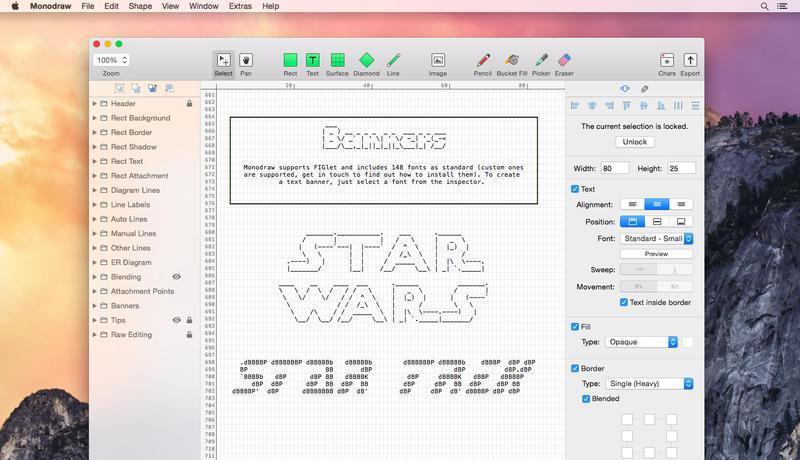 Monodraw File Edit Shape View Window Extras Help
100%
Zoom
Select Pan
Rect Text Surface Diamond Line
Image
Pencil Bucket Fill Picker Eraser
Chars Export
20 40 60 80
Header
Rect Background
Rect Border
Rect Shadow
Rect Text
Rect Attachment
Diagram Lines
Line Labels
Auto Lines
Manual Lines
Other Lines
ER Diagram
Blending
Attachment Points
Banners
Tips
Raw Editing
661
662
663
664
665
666
667
668
669
670
671
672
673
674
675
676
677
678
679
680
681
682
683
684
685
686
687
688
689
690
691
692
693
694
695
696
697
698
699
700
701
702
703
704
705
706
707
708
709
710
711
Banners
Monodraw supports FIGlet and includes 148 fonts as standard (custom ones
are supported, get in touch to find out how to install them). To create
a text banner, just select a font from the inspector.
STAR
WARS
STAR WARS
The current selection is locked.
Unlock
Width: 80 Height: 25
Text
Alignment:
Position:
Font: Standard - Small
Preview
Sweep:
Movement:
Text inside border
Fill
Type: Opaque
Border
Type: Single (Heavy)
Blended